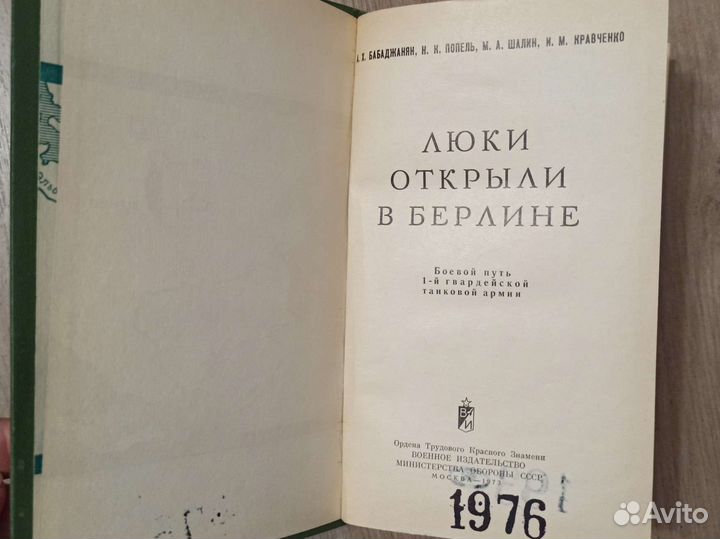 А. Х. БАБАДЖАНЯН, Н. К. ПОПЕЛЬ, М. А. ШАЛИН, И. М. КРАВЧЕНКО
ЛЮКИ
ОТКРЫЛИ
В БЕРЛИНЕ
Боевой путь
1-й гвардейской
танковой армии
В И
Ордена Трудового Красного Знамени
ВОЕННОЕ ИЗДАТЕЛЬСТВО
МИНИСТЕРСТВА ОБОРОНЫ СССР
МОСКВА—1973
1976
Avito